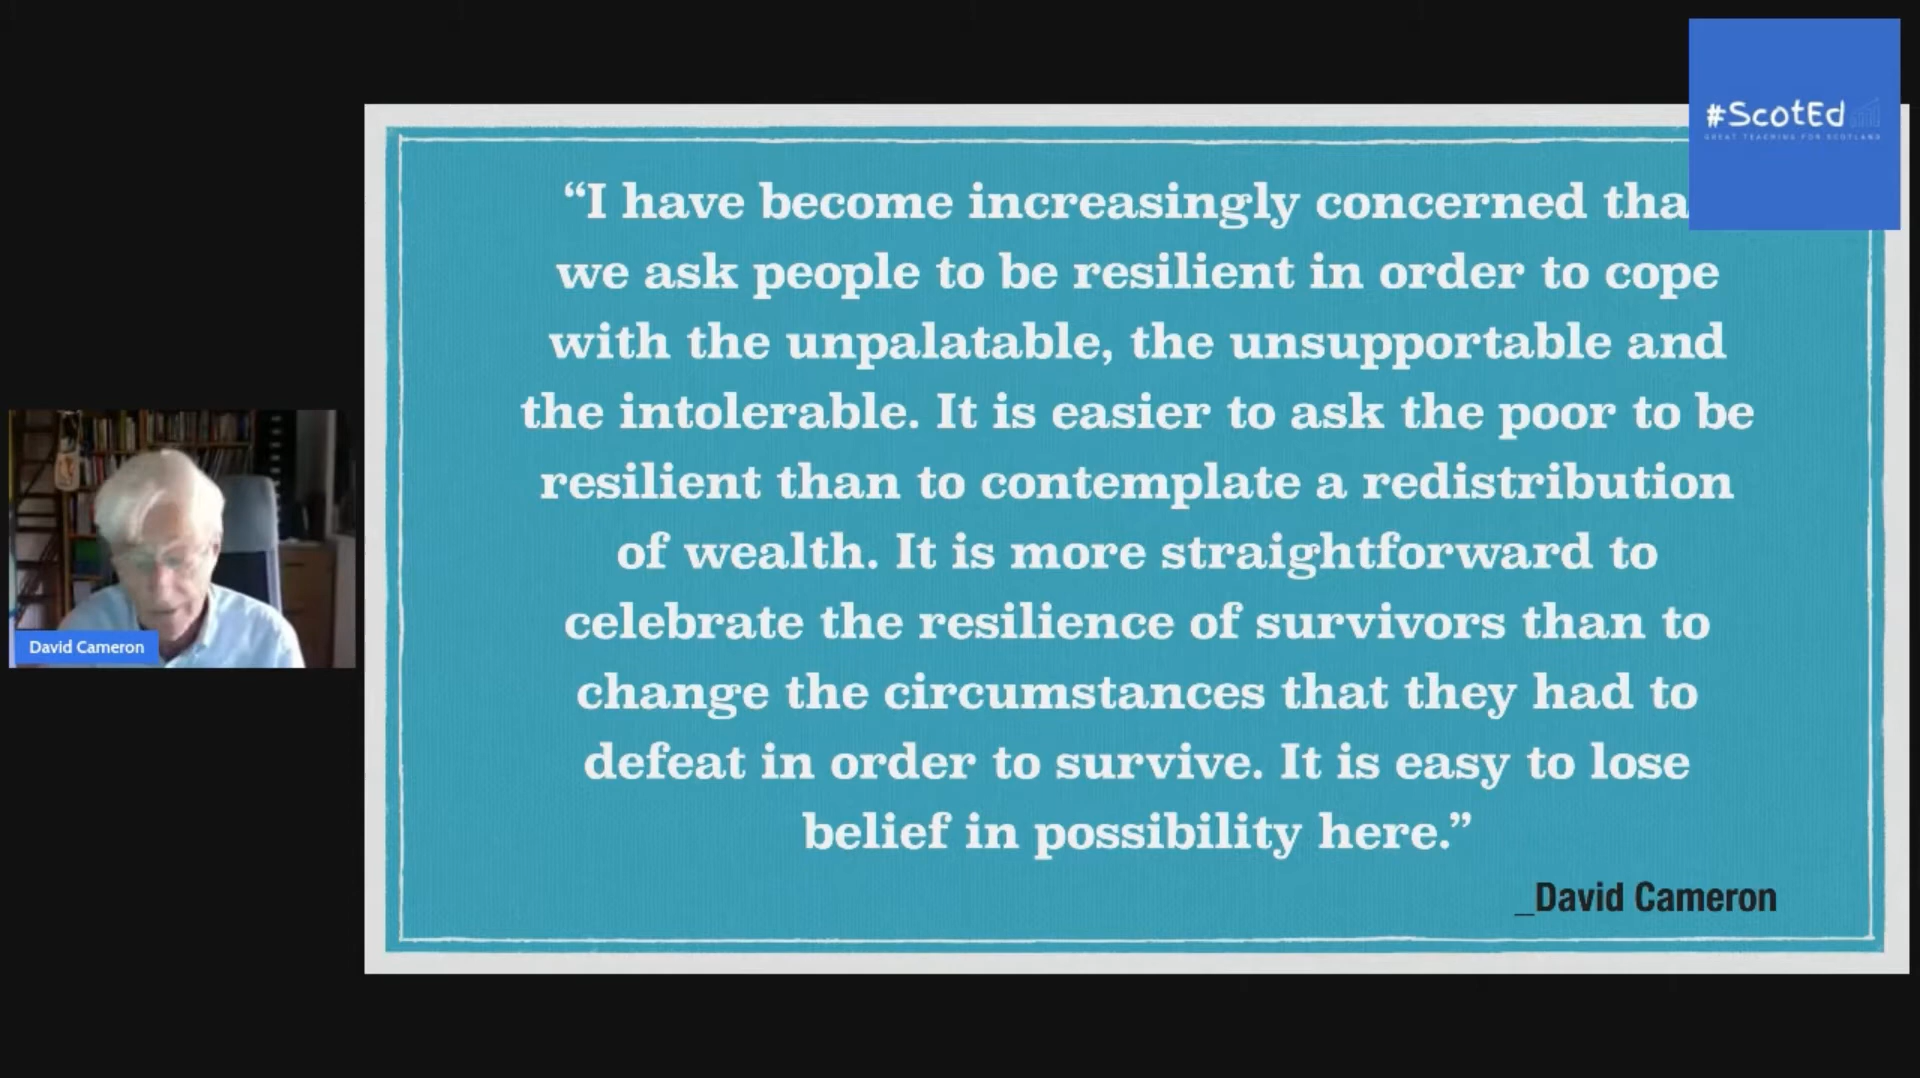 #ScotEd
GREAT TEACHING FOR SCOTLAND
“I have become increasingly concerned tha
we ask people to be resilient in order to cope
with the unpalatable, the unsupportable and
the intolerable. It is easier to ask the poor to be
resilient than to contemplate a redistribution
of wealth. It is more straightforward to
celebrate the resilience of survivors than to
change the circumstances that they had to
defeat in order to survive. It is easy to lose
belief in possibility here.”
_David Cameron
David Cameron